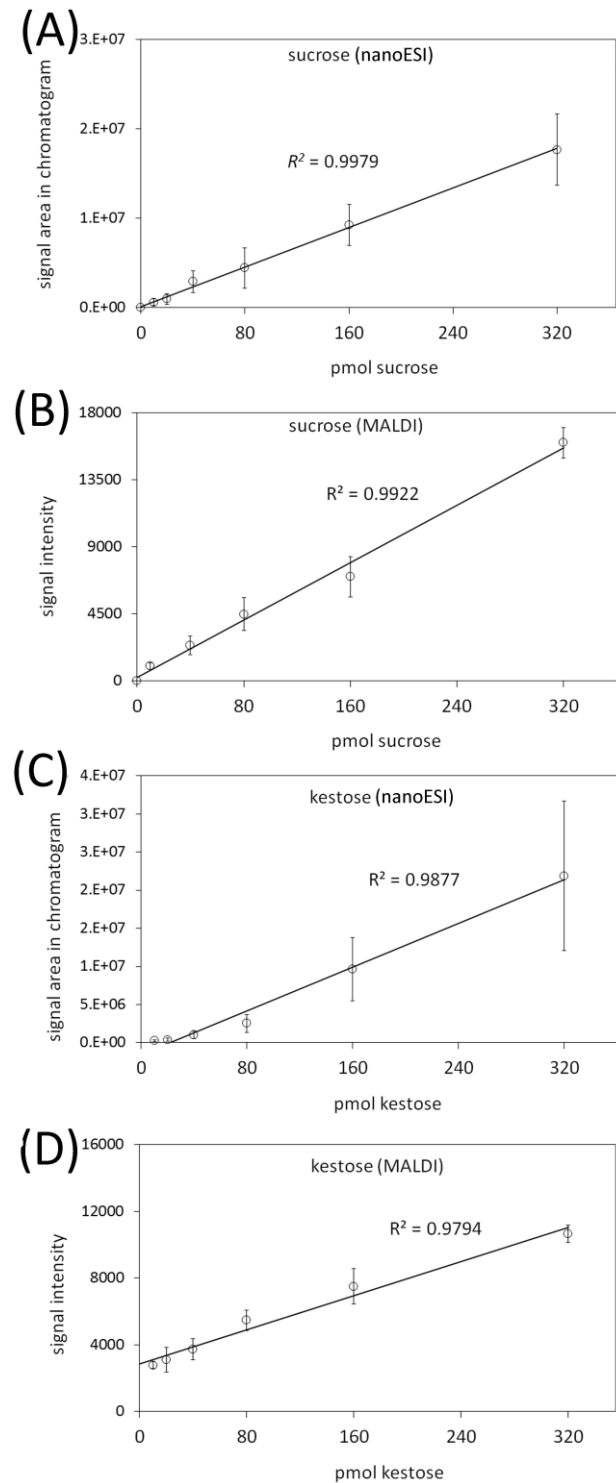 (A)
sucrose (nanoESI)
R² = 0.9979
signal area in chromatogram
3.E+07
2.E+07
1.E+07
0.E+00
0 80 160 240 320
pmol sucrose
(B)
sucrose (MALDI)
R² = 0.9922
signal intensity
18000
13500
9000
4500
0
0 80 160 240 320
pmol sucrose
(C)
kestose (nanoESI)
R² = 0.9877
signal area in chromatogram
4.E+07
3.E+07
3.E+07
2.E+07
2.E+07
1.E+07
5.E+06
0.E+00
0 80 160 240 320
pmol kestose
(D)
kestose (MALDI)
R² = 0.9794
signal intensity
16000
12000
8000
4000
0
0 80 160 240 320
pmol kestose